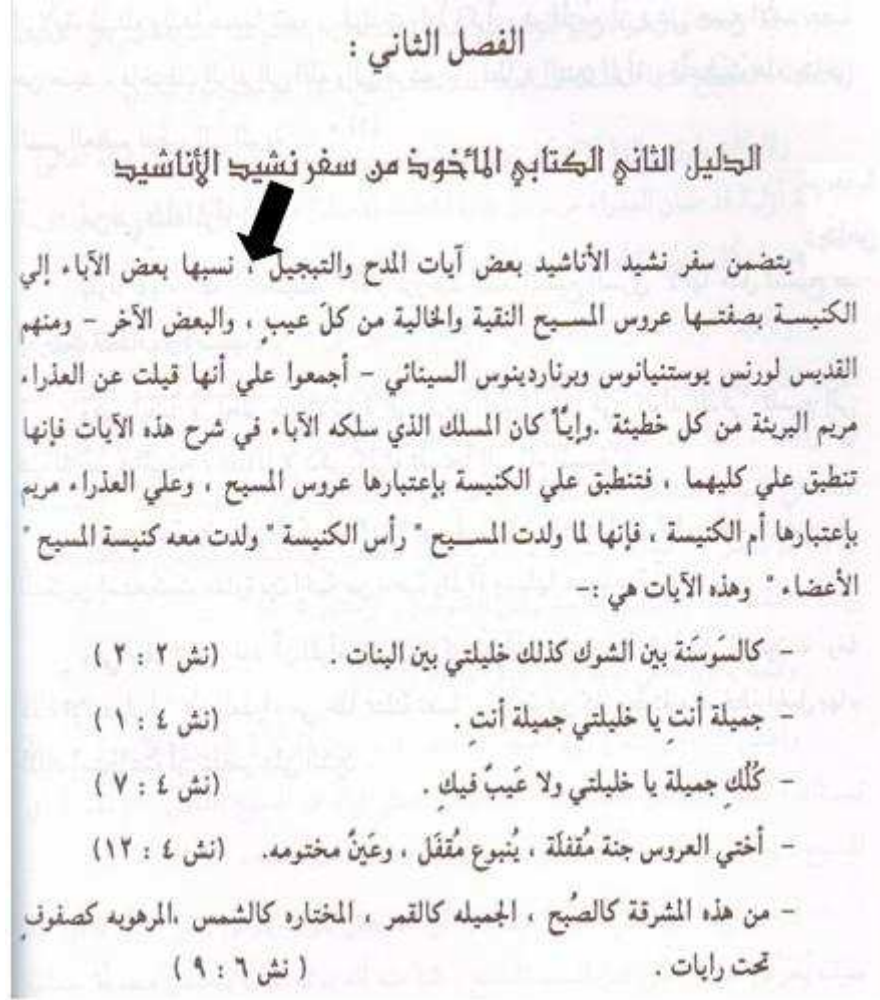 الفصل الثاني :
الدليل الثاني الكتابي المأخوذ من سفر نشيد الأناشيد
يتضمن سفر نشيد الأناشيد بعض آيات المدح والتبجيل ، نسبها بعض الآباء إلي
الكنيسة بصفتها عروس المسيح النقية والخالية من كلّ عيبٍ ، والبعض الآخر – ومنهم
القديس لورنس يوستنيانوس وبرناردينوس السيناني – أجمعوا علي أنها قيلت عن العذراء
مريم البريئة من كل خطيئة .وإيّاً كان المسلك الذي سلكه الآباء في شرح هذه الآيات فإنها
تنطبق علي كليهما ، فتنطبق علي الكنيسة بإعتبارها عروس المسيح ، وعلي العذراء مريم
بإعتبارها أم الكنيسة ، فإنها لما ولدت المسيح " رأس الكنيسة " ولدت معه كنيسة المسيح "
الأعضاء " وهذه الآيات هي :–
– كالسَوسَنة بين الشوك كذلك خليلتي بين البنات . (نش ٢ : ٢ )
– جميلة أنتِ يا خليلتي جميلة أنتِ . (نش ٤ : ١ )
– كُلُكِ جميلة يا خليلتي ولا عَيبٌ فيكِ . (نش ٤ : ٧ )
– أختي العروس جنة مُقفلَة ، يُنبوع مُقفَل ، وعَينٌ مختومه. (نش ٤ : ١٢)
– من هذه المشرقة كالصُبح ، الجميله كالقمر ، المختاره كالشمس ،المرهوبه كصفوفٍ
تحت رايات . ( نش ٦ : ٩ )